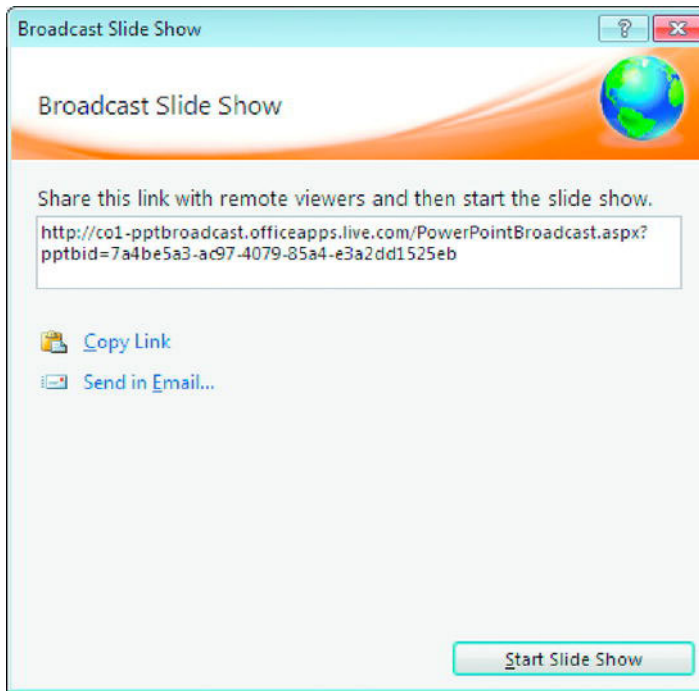 Broadcast Slide Show
Broadcast Slide Show
Share this link with remote viewers and then start the slide show.
http://co1-pptbroadcast.officeapps.live.com/PowerPointBroadcast.aspx?
pptbid=7a4be5a3-ac97-4079-85a4-e3a2dd1525eb
Copy Link
Send in Email...
Start Slide Show